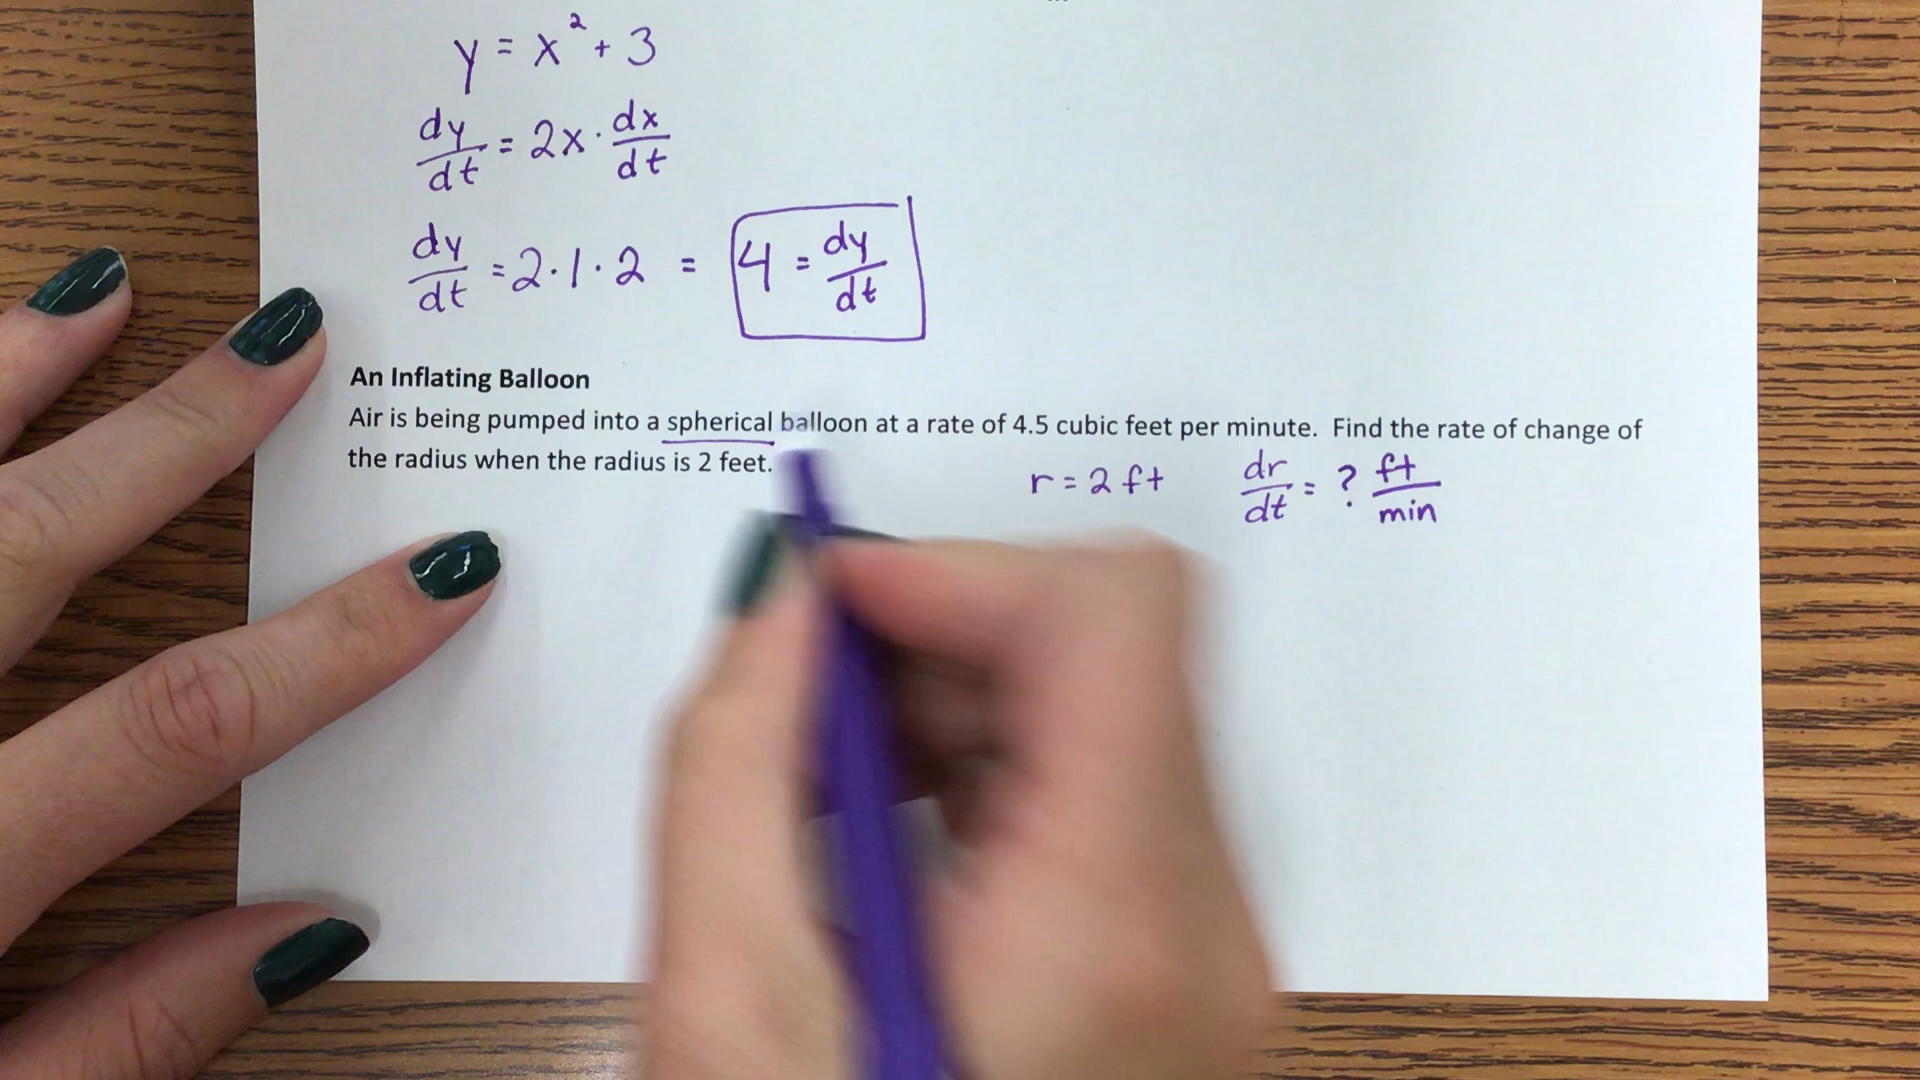 y = x² + 3
dy/dt = 2x · dx/dt
dy/dt = 2 · 1 · 2 = 4 = dy/dt
An Inflating Balloon
Air is being pumped into a spherical balloon at a rate of 4.5 cubic feet per minute. Find the rate of change of
the radius when the radius is 2 feet.
r = 2 ft dr/dt = ? ft/min